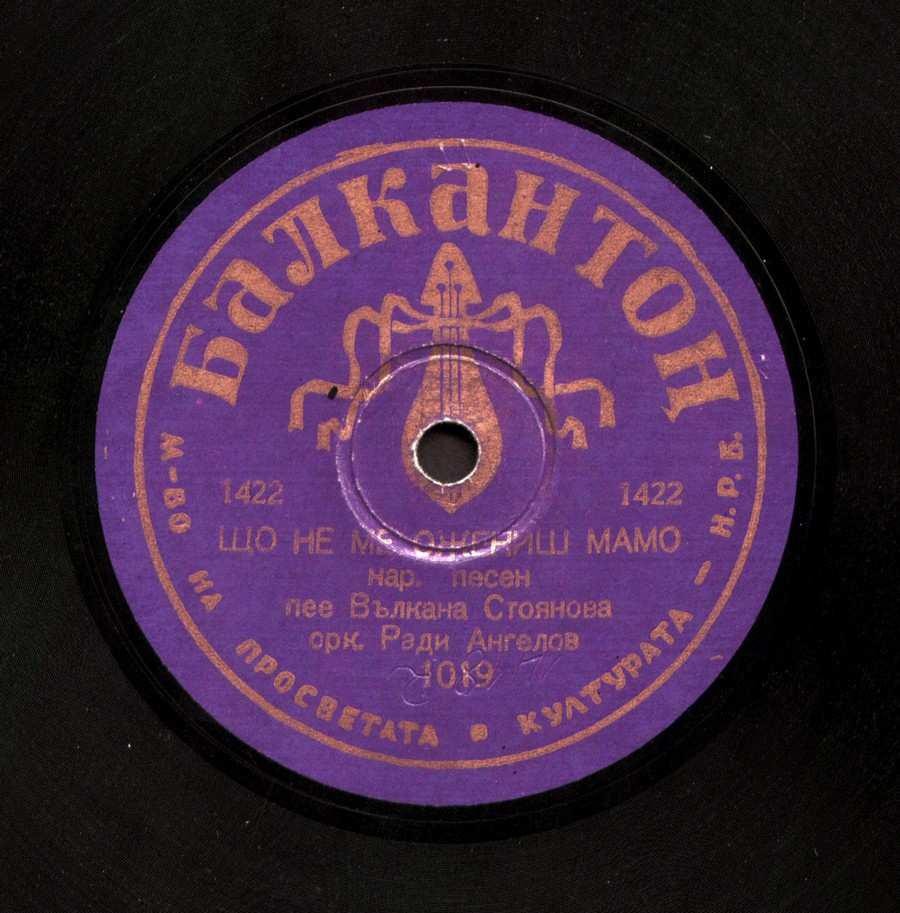 БАЛКАНТОН
1422 1422
ЩО НЕ МЕ ОЖЕНИШ МАМО
нар. песен
пее Вълкана Стоянова
орк. Ради Ангелов
1019
М-ВО НА ПРОСВЕТАТА И КУЛТУРАТА – Н.Р.Б.